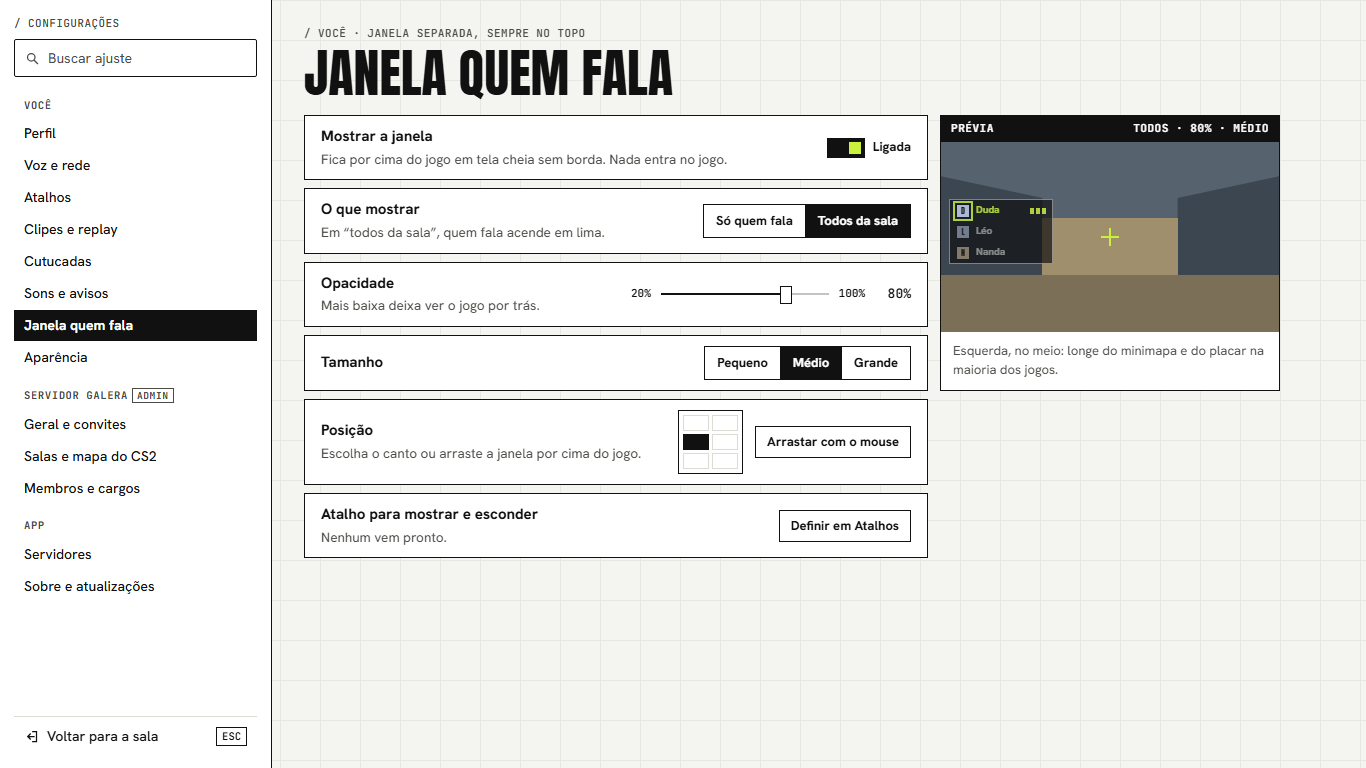 / CONFIGURAÇÕES
Buscar ajuste
VOCÊ
Perfil
Voz e rede
Atalhos
Clipes e replay
Cutucadas
Sons e avisos
Janela quem fala
Aparência
SERVIDOR GALERA ADMIN
Geral e convites
Salas e mapa do CS2
Membros e cargos
APP
Servidores
Sobre e atualizações
Voltar para a sala ESC
/ VOCÊ · JANELA SEPARADA, SEMPRE NO TOPO
JANELA QUEM FALA
Mostrar a janela
Fica por cima do jogo em tela cheia sem borda. Nada entra no jogo.
Ligada
O que mostrar
Em “todos da sala”, quem fala acende em lima.
Só quem fala Todos da sala
Opacidade
Mais baixa deixa ver o jogo por trás.
20% 100% 80%
Tamanho
Pequeno Médio Grande
Posição
Escolha o canto ou arraste a janela por cima do jogo.
Arrastar com o mouse
Atalho para mostrar e esconder
Nenhum vem pronto.
Definir em Atalhos
PRÉVIA TODOS · 80% · MÉDIO
D Duda
L Léo
N Nanda
Esquerda, no meio: longe do minimapa e do placar na
maioria dos jogos.